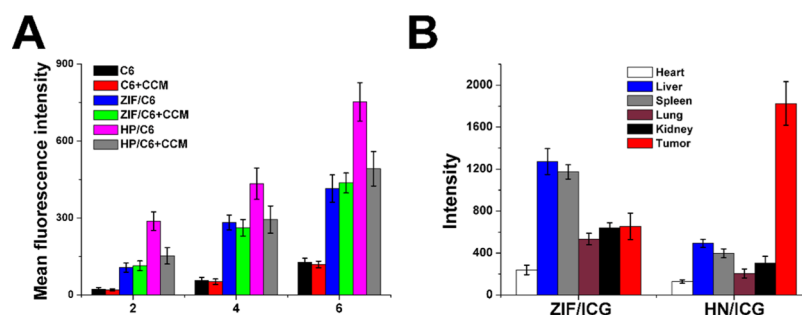 A
Mean fluorescence intensity
900
600
300
0
C6
C6+CCM
ZIF/C6
ZIF/C6+CCM
HP/C6
HP/C6+CCM
2
4
6
B
Intensity
2000
1600
1200
800
400
0
Heart
Liver
Spleen
Lung
Kidney
Tumor
ZIF/ICG
HN/ICG